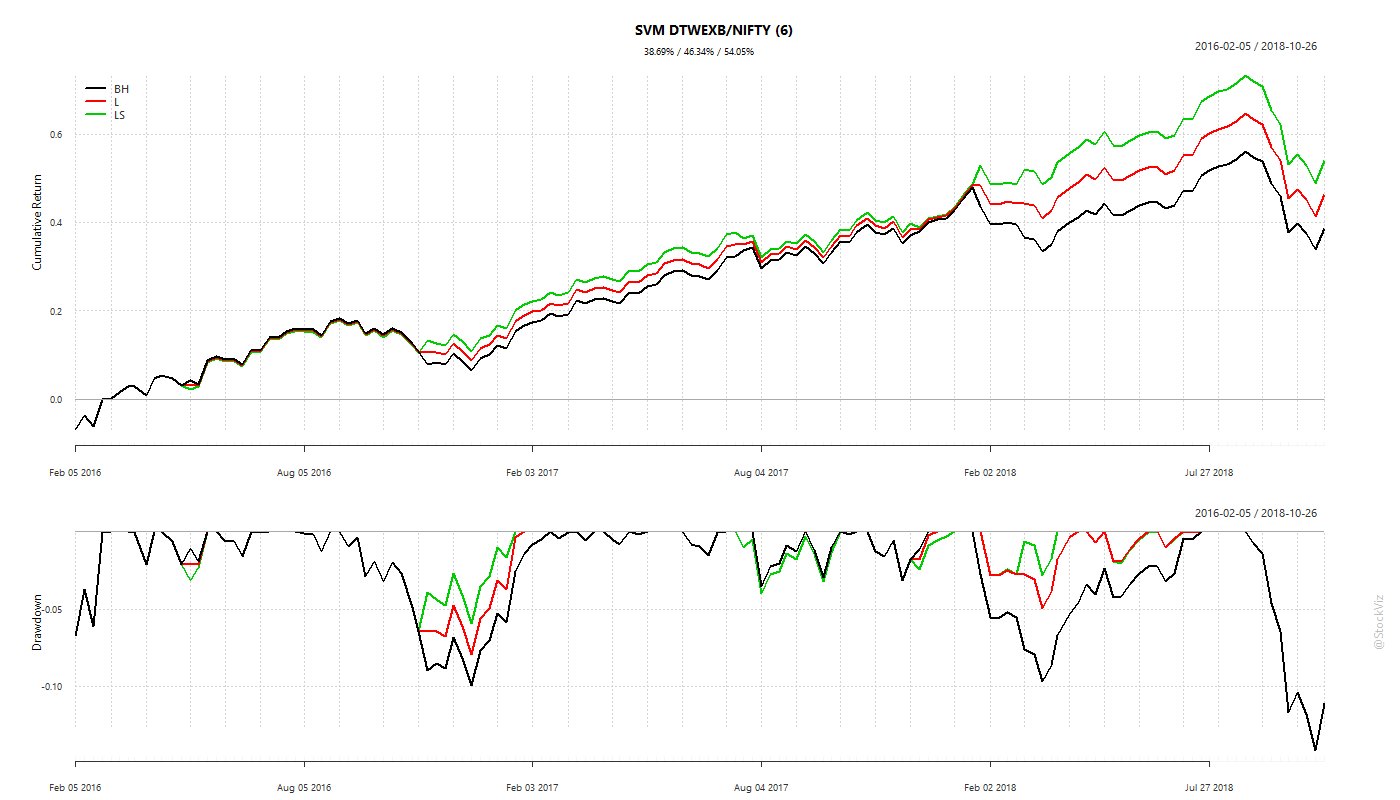 SVM DTWEXB/NIFTY (6)
38.69% / 46.34% / 54.05%
2016-02-05 / 2018-10-26
BH
L
LS
Cumulative Return
0.6
0.4
0.2
0.0
Feb 05 2016 Aug 05 2016 Feb 03 2017 Aug 04 2017 Feb 02 2018 Jul 27 2018
2016-02-05 / 2018-10-26
Drawdown
-0.05
-0.10
Feb 05 2016 Aug 05 2016 Feb 03 2017 Aug 04 2017 Feb 02 2018 Jul 27 2018
@StockViz